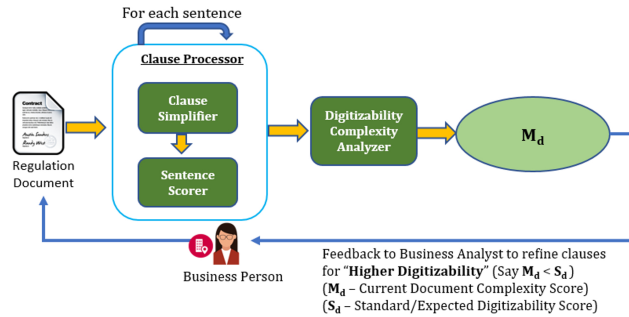 For each sentence
Clause Processor
Clause
Simplifier
Sentence
Scorer
Contract
Regulation
Document
Digitizability
Complexity
Analyzer
Md
Business Person
Feedback to Business Analyst to refine clauses
for “Higher Digitizability” (Say Md < Sd )
(Md – Current Document Complexity Score)
(Sd – Standard/Expected Digitizability Score)